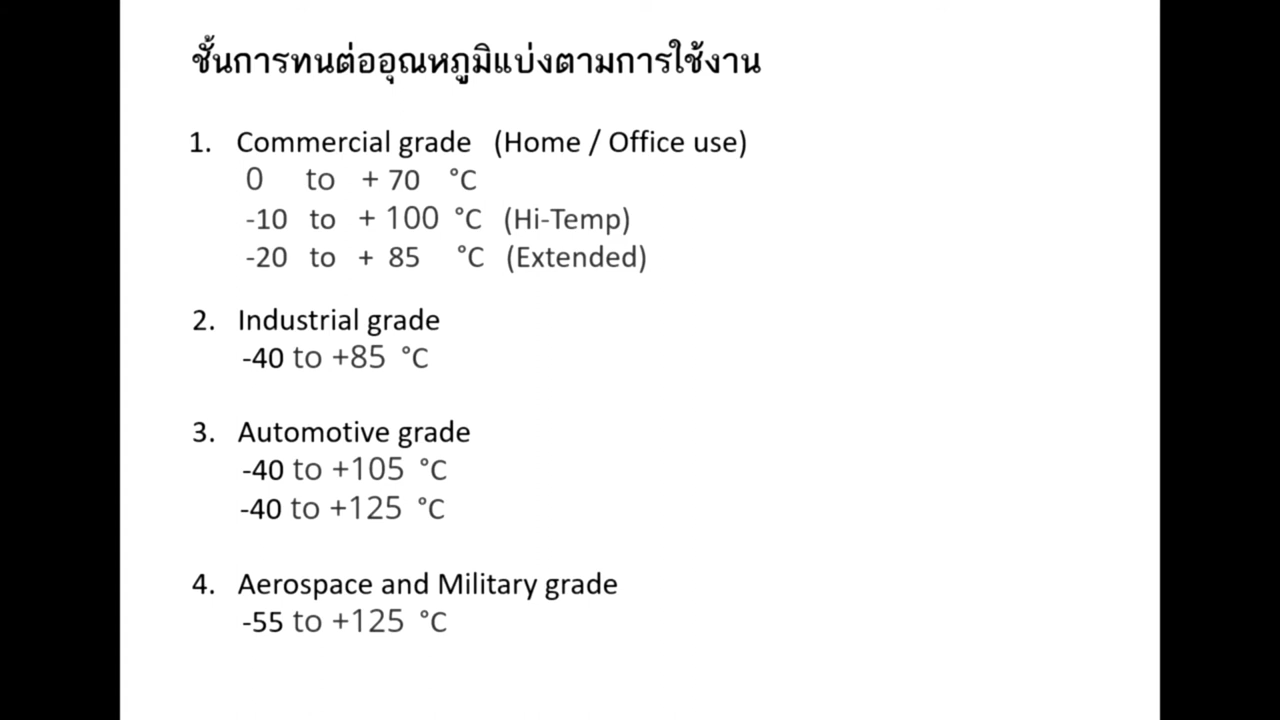 ชั้นการทนต่ออุณหภูมิแบ่งตามการใช้งาน
1. Commercial grade (Home / Office use)
0 to + 70 °C
-10 to + 100 °C (Hi-Temp)
-20 to + 85 °C (Extended)
2. Industrial grade
-40 to +85 °C
3. Automotive grade
-40 to +105 °C
-40 to +125 °C
4. Aerospace and Military grade
-55 to +125 °C